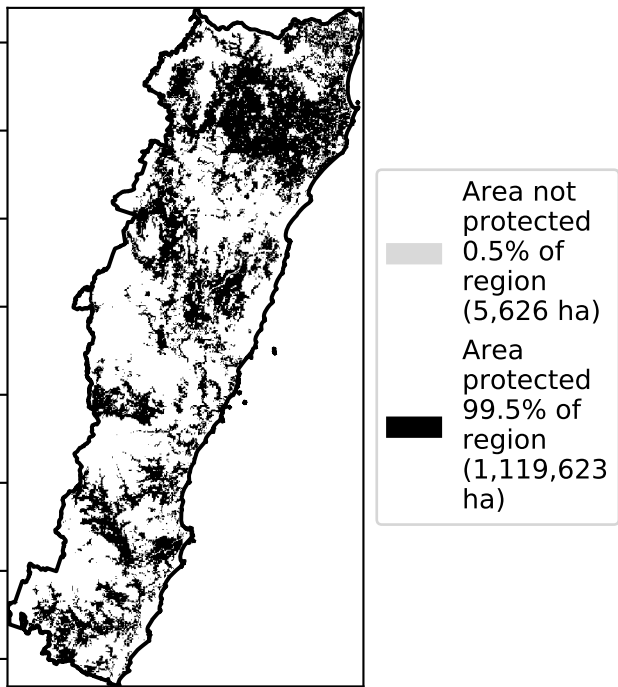 Area not
protected
0.5% of
region
(5,626 ha)
Area
protected
99.5% of
region
(1,119,623
ha)